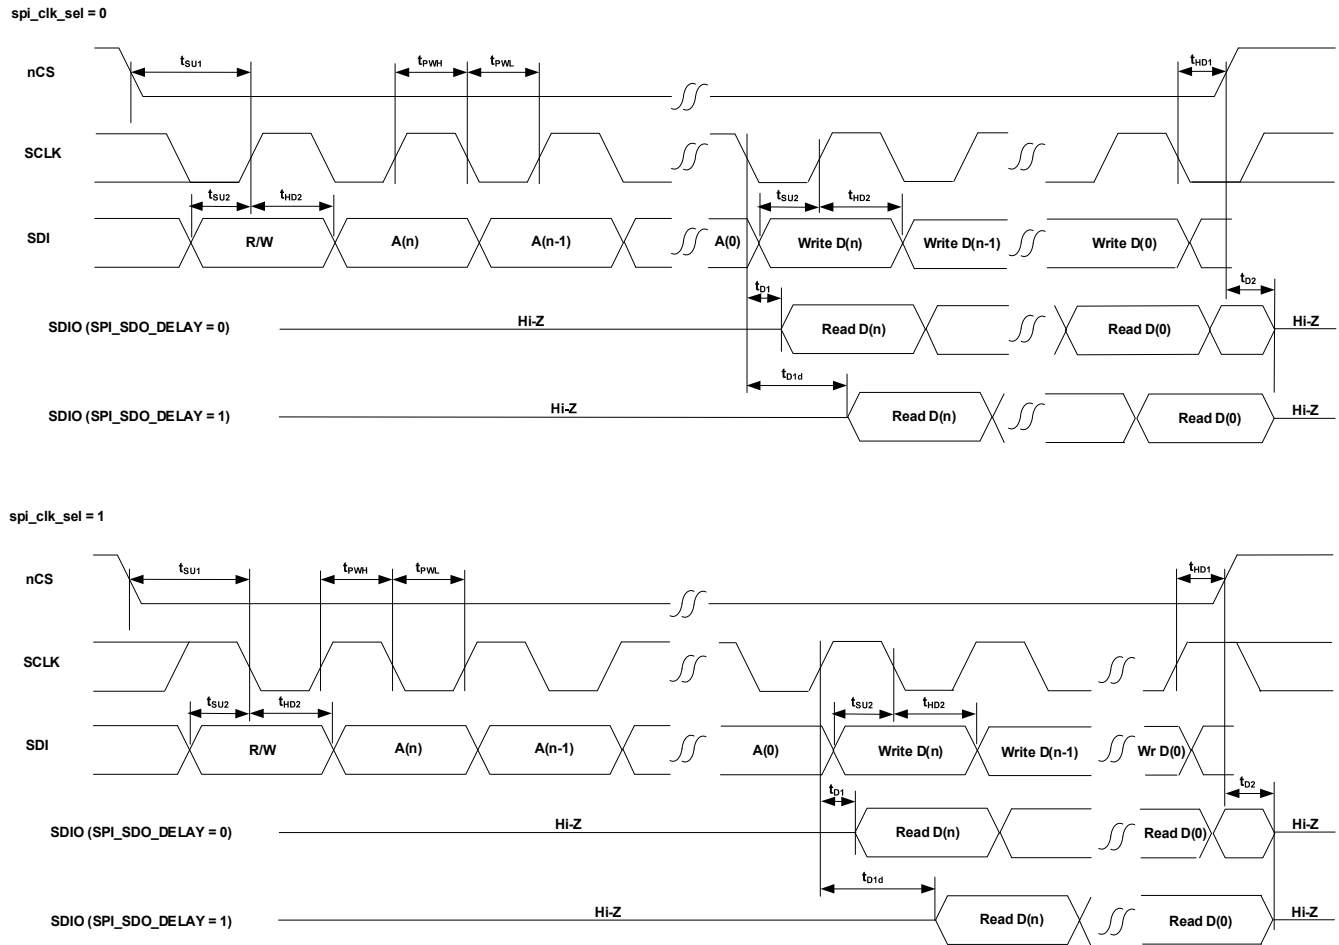 spi_clk_sel = 0
nCS
tSU1
tPWH
tPWL
tHD1
SCLK
tSU2
tHD2
tSU2
tHD2
SDI
R/W
A(n)
A(n-1)
A(0)
Write D(n)
Write D(n-1)
Write D(0)
tD1
tD2
SDIO (SPI_SDO_DELAY = 0)
Hi-Z
Read D(n)
Read D(0)
Hi-Z
tD1d
SDIO (SPI_SDO_DELAY = 1)
Hi-Z
Read D(n)
Read D(0)
Hi-Z
spi_clk_sel = 1
nCS
tSU1
tPWH
tPWL
tHD1
SCLK
tSU2
tHD2
tSU2
tHD2
SDI
R/W
A(n)
A(n-1)
A(0)
Write D(n)
Write D(n-1)
Wr D(0)
tD1
tD2
SDIO (SPI_SDO_DELAY = 0)
Hi-Z
Read D(n)
Read D(0)
Hi-Z
tD1d
SDIO (SPI_SDO_DELAY = 1)
Hi-Z
Read D(n)
Read D(0)
Hi-Z